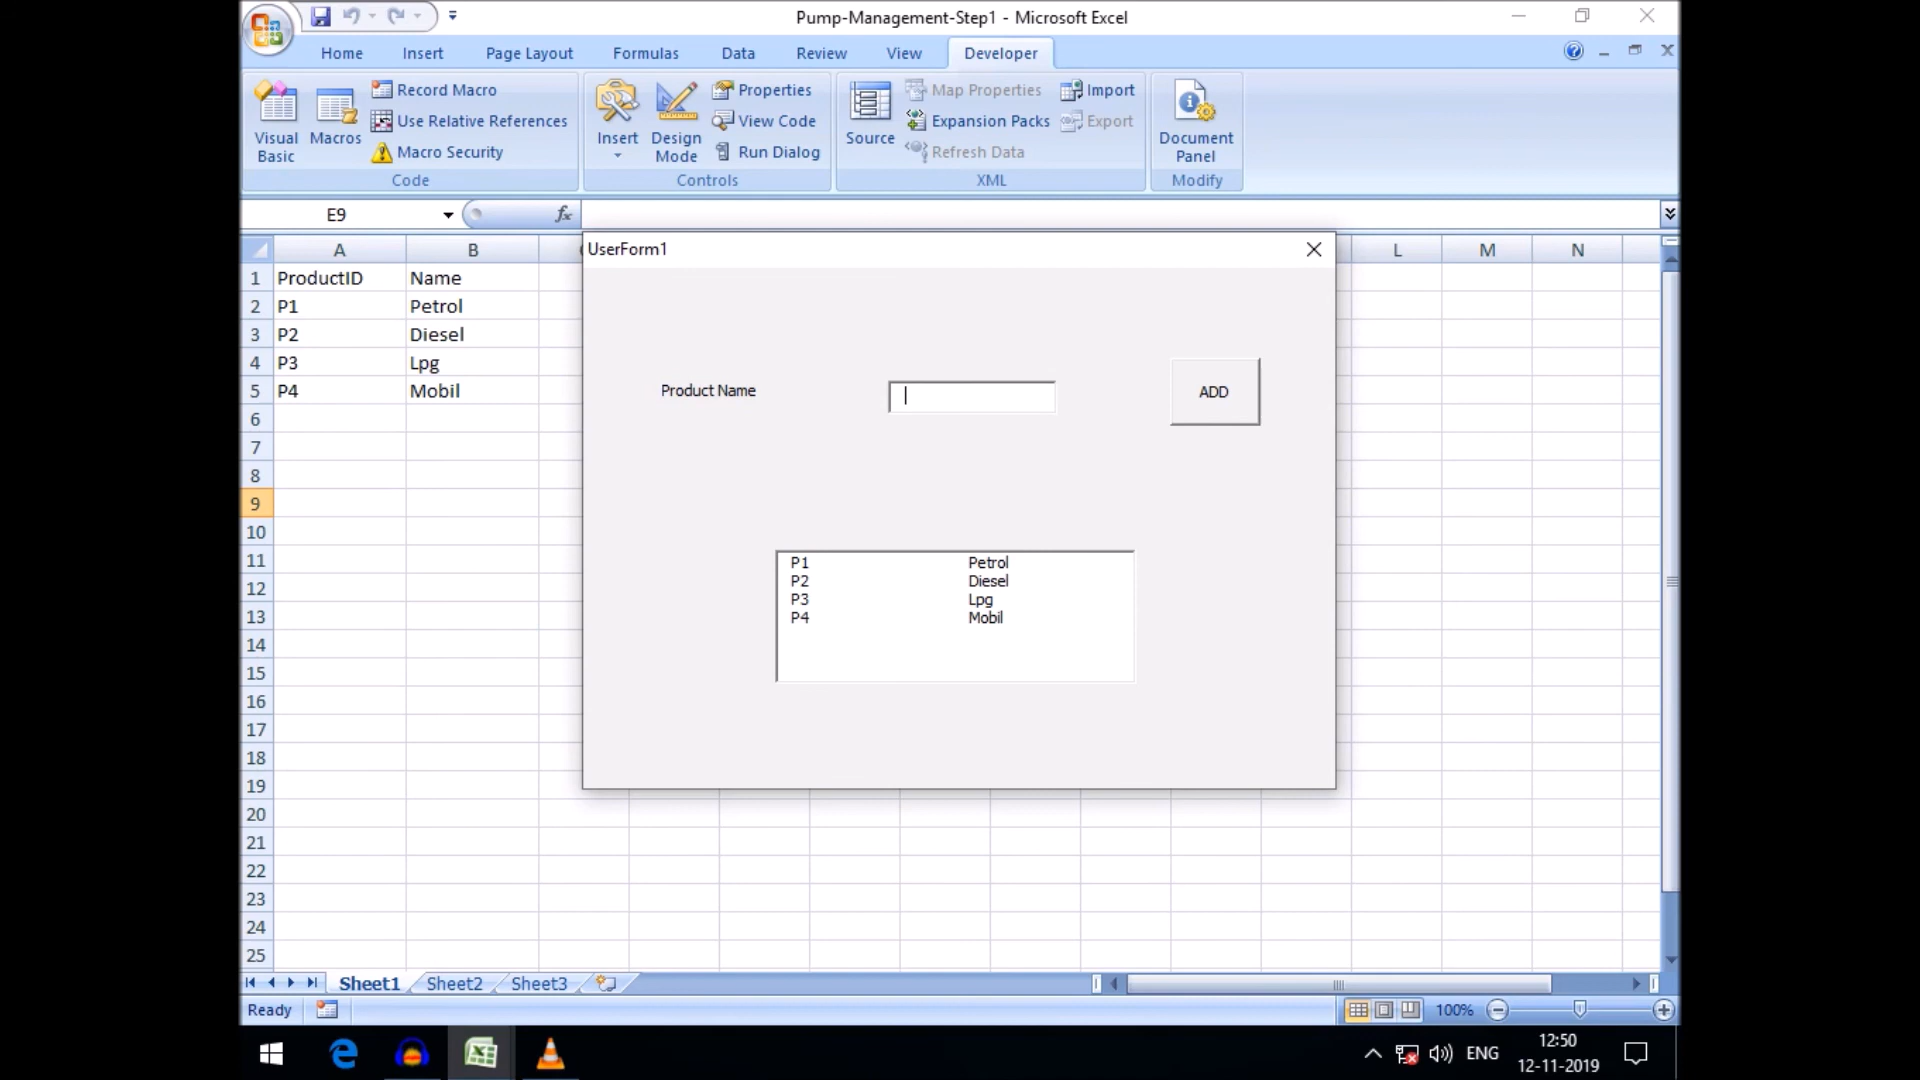 Pump-Management-Step1 - Microsoft Excel
Home Insert Page Layout Formulas Data Review View Developer
Visual Basic
Macros
Record Macro
Use Relative References
Macro Security
Code
Insert
Design Mode
Properties
View Code
Run Dialog
Controls
Source
Map Properties
Expansion Packs
Refresh Data
Import
Export
XML
Document Panel
Modify
E9 fx
A B L M N
1 ProductID Name
2 P1 Petrol
3 P2 Diesel
4 P3 Lpg
5 P4 Mobil
6
7
8
9
10
11
12
13
14
15
16
17
18
19
20
21
22
23
24
25
UserForm1
Product Name
ADD
P1 Petrol
P2 Diesel
P3 Lpg
P4 Mobil
Sheet1 Sheet2 Sheet3
Ready 100%
ENG
12:50
12-11-2019